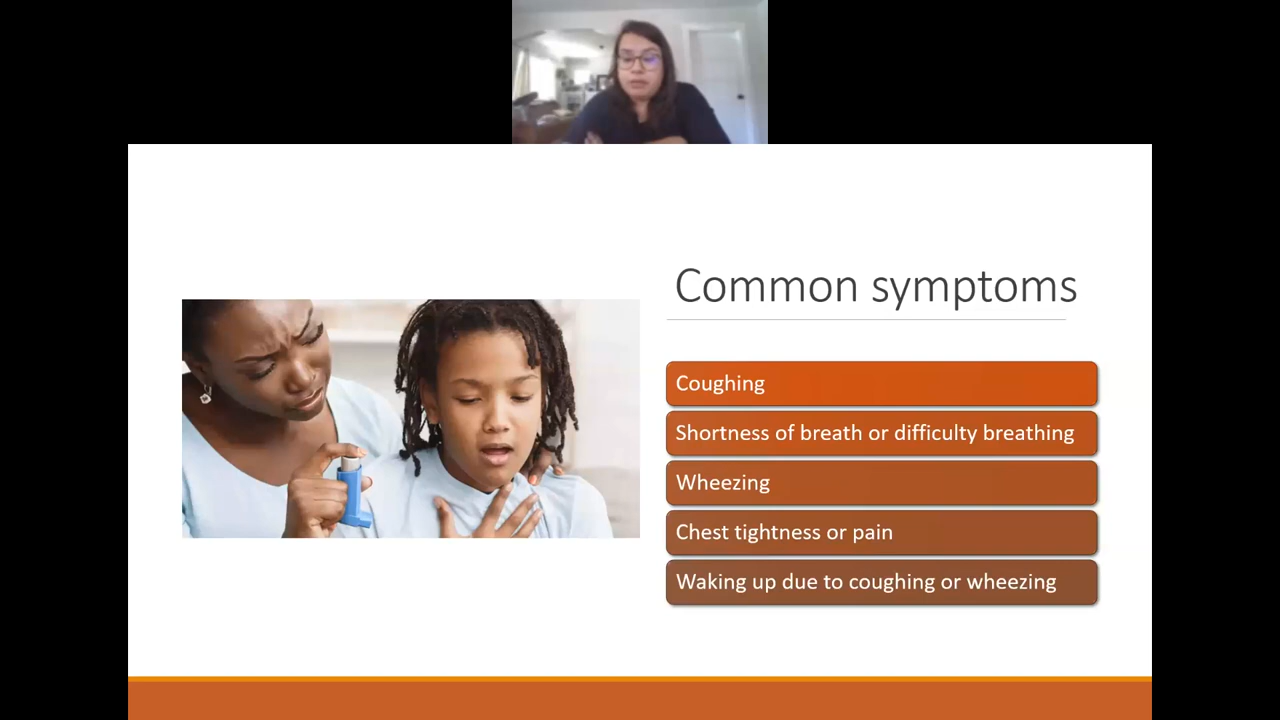 Common symptoms
Coughing
Shortness of breath or difficulty breathing
Wheezing
Chest tightness or pain
Waking up due to coughing or wheezing